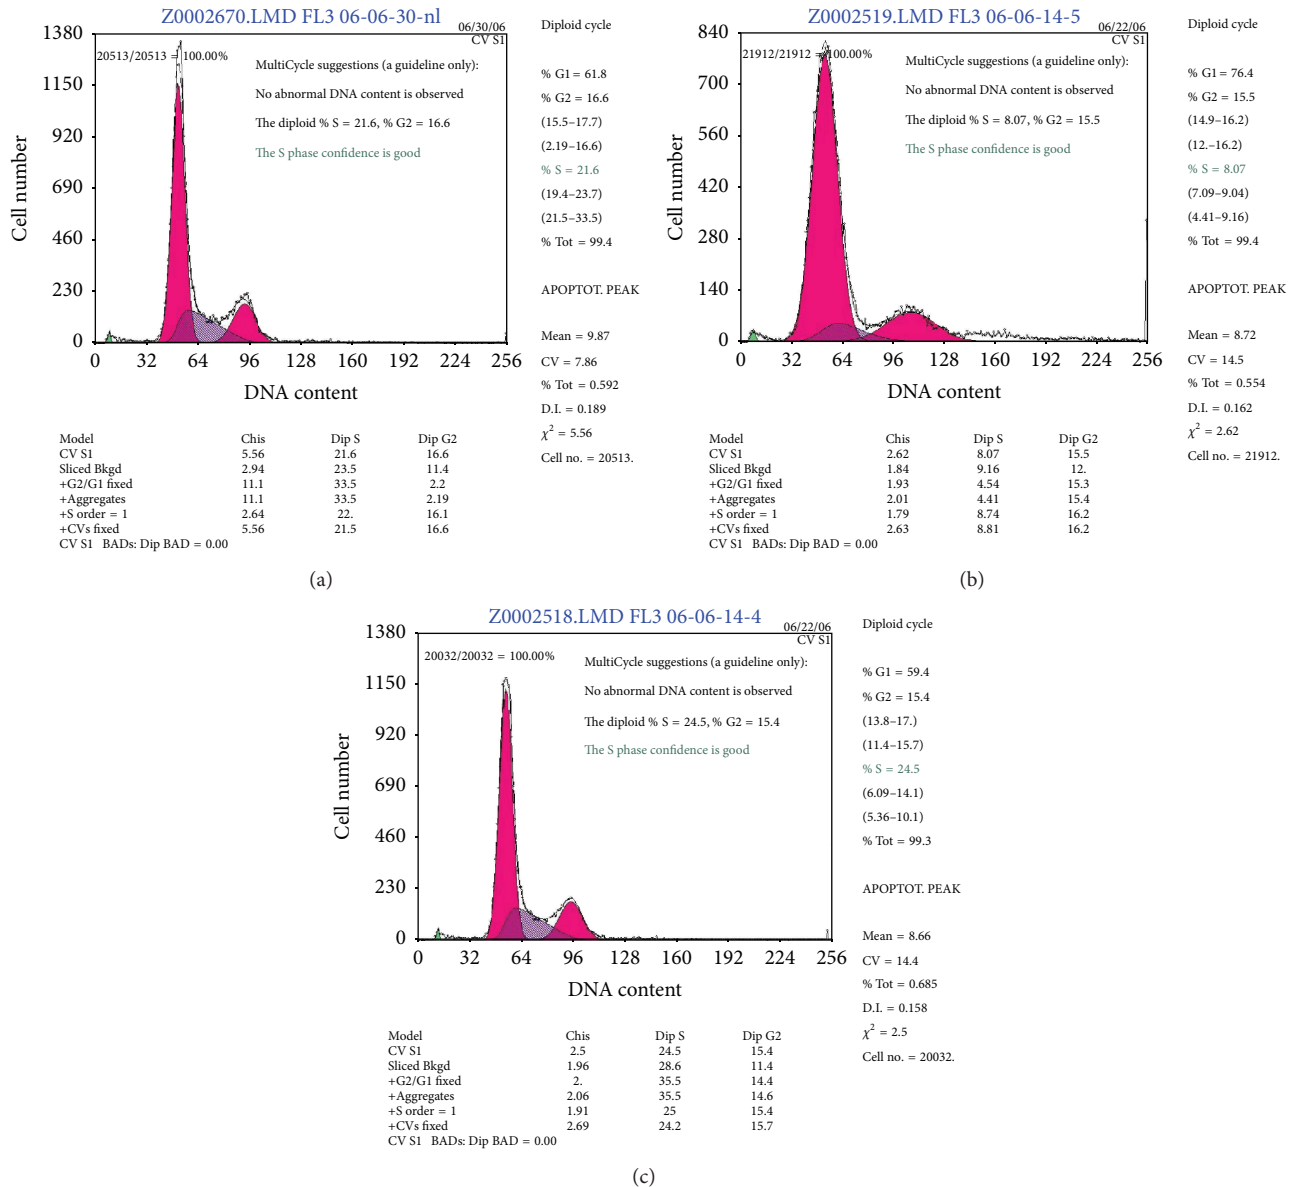 Z0002670.LMD FL3 06-06-30-nl
06/30/06
CV S1
20513/20513 = 100.00%
MultiCycle suggestions (a guideline only):
No abnormal DNA content is observed
The diploid % S = 21.6, % G2 = 16.6
The S phase confidence is good
Cell number
1380
1150
920
690
460
230
0
0 32 64 96 128 160 192 224 256
DNA content
Diploid cycle
% G1 = 61.8
% G2 = 16.6
(15.5–17.7)
(2.19–16.6)
% S = 21.6
(19.4–23.7)
(21.5–33.5)
% Tot = 99.4
APOPTOT. PEAK
Mean = 9.87
CV = 7.86
% Tot = 0.592
D.I. = 0.189
χ² = 5.56
Cell no. = 20513.
Model Chis Dip S Dip G2
CV S1 5.56 21.6 16.6
Sliced Bkgd 2.94 23.5 11.4
+G2/G1 fixed 11.1 33.5 2.2
+Aggregates 11.1 33.5 2.19
+S order = 1 2.64 22. 16.1
+CVs fixed 5.56 21.5 16.6
CV S1 BADs: Dip BAD = 0.00
(a)
Z0002519.LMD FL3 06-06-14-5
06/22/06
CV S1
21912/21912 = 100.00%
MultiCycle suggestions (a guideline only):
No abnormal DNA content is observed
The diploid % S = 8.07, % G2 = 15.5
The S phase confidence is good
Cell number
840
700
560
420
280
140
0
0 32 64 96 128 160 192 224 256
DNA content
Diploid cycle
% G1 = 76.4
% G2 = 15.5
(14.9–16.2)
(12.–16.2)
% S = 8.07
(7.09–9.04)
(4.41–9.16)
% Tot = 99.4
APOPTOT. PEAK
Mean = 8.72
CV = 14.5
% Tot = 0.554
D.I. = 0.162
χ² = 2.62
Cell no. = 21912.
Model Chis Dip S Dip G2
CV S1 2.62 8.07 15.5
Sliced Bkgd 1.84 9.16 12.
+G2/G1 fixed 1.93 4.54 15.3
+Aggregates 2.01 4.41 15.4
+S order = 1 1.79 8.74 16.2
+CVs fixed 2.63 8.81 16.2
CV S1 BADs: Dip BAD = 0.00
(b)
Z0002518.LMD FL3 06-06-14-4
06/22/06
CV S1
20032/20032 = 100.00%
MultiCycle suggestions (a guideline only):
No abnormal DNA content is observed
The diploid % S = 24.5, % G2 = 15.4
The S phase confidence is good
Cell number
1380
1150
920
690
460
230
0
0 32 64 96 128 160 192 224 256
DNA content
Diploid cycle
% G1 = 59.4
% G2 = 15.4
(13.8–17.)
(11.4–15.7)
% S = 24.5
(6.09–14.1)
(5.36–10.1)
% Tot = 99.3
APOPTOT. PEAK
Mean = 8.66
CV = 14.4
% Tot = 0.685
D.I. = 0.158
χ² = 2.5
Cell no. = 20032.
Model Chis Dip S Dip G2
CV S1 2.5 24.5 15.4
Sliced Bkgd 1.96 28.6 11.4
+G2/G1 fixed 2. 35.5 14.4
+Aggregates 2.06 35.5 14.6
+S order = 1 1.91 25 15.4
+CVs fixed 2.69 24.2 15.7
CV S1 BADs: Dip BAD = 0.00
(c)